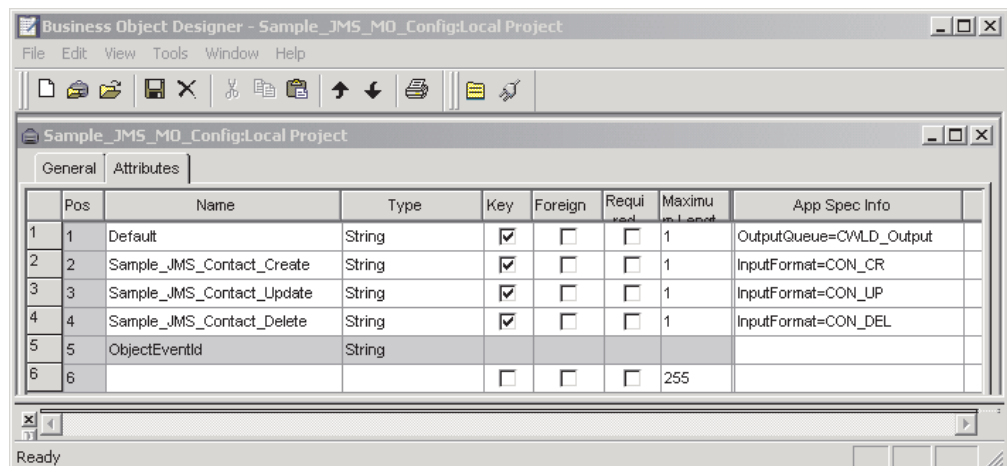 Business Object Designer - Sample_JMS_MO_Config:Local Project
File Edit View Tools Window Help
Sample_JMS_MO_Config:Local Project
General Attributes
Pos Name Type Key Foreign Requi Maximu App Spec Info
1 1 Default String 1 OutputQueue=CWLD_Output
2 2 Sample_JMS_Contact_Create String 1 InputFormat=CON_CR
3 3 Sample_JMS_Contact_Update String 1 InputFormat=CON_UP
4 4 Sample_JMS_Contact_Delete String 1 InputFormat=CON_DEL
5 5 ObjectEventId String
6 6 255
Ready